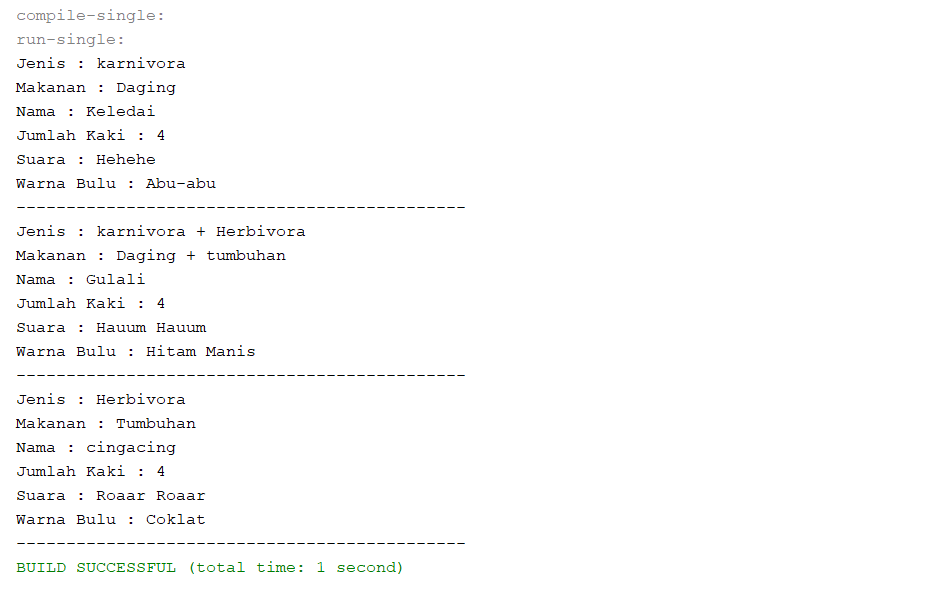 compile-single:
run-single:
Jenis : karnivora
Makanan : Daging
Nama : Keledai
Jumlah Kaki : 4
Suara : Hehehe
Warna Bulu : Abu-abu
---------------------------------------------
Jenis : karnivora + Herbivora
Makanan : Daging + tumbuhan
Nama : Gulali
Jumlah Kaki : 4
Suara : Hauum Hauum
Warna Bulu : Hitam Manis
---------------------------------------------
Jenis : Herbivora
Makanan : Tumbuhan
Nama : cingacing
Jumlah Kaki : 4
Suara : Roaar Roaar
Warna Bulu : Coklat
---------------------------------------------
BUILD SUCCESSFUL (total time: 1 second)